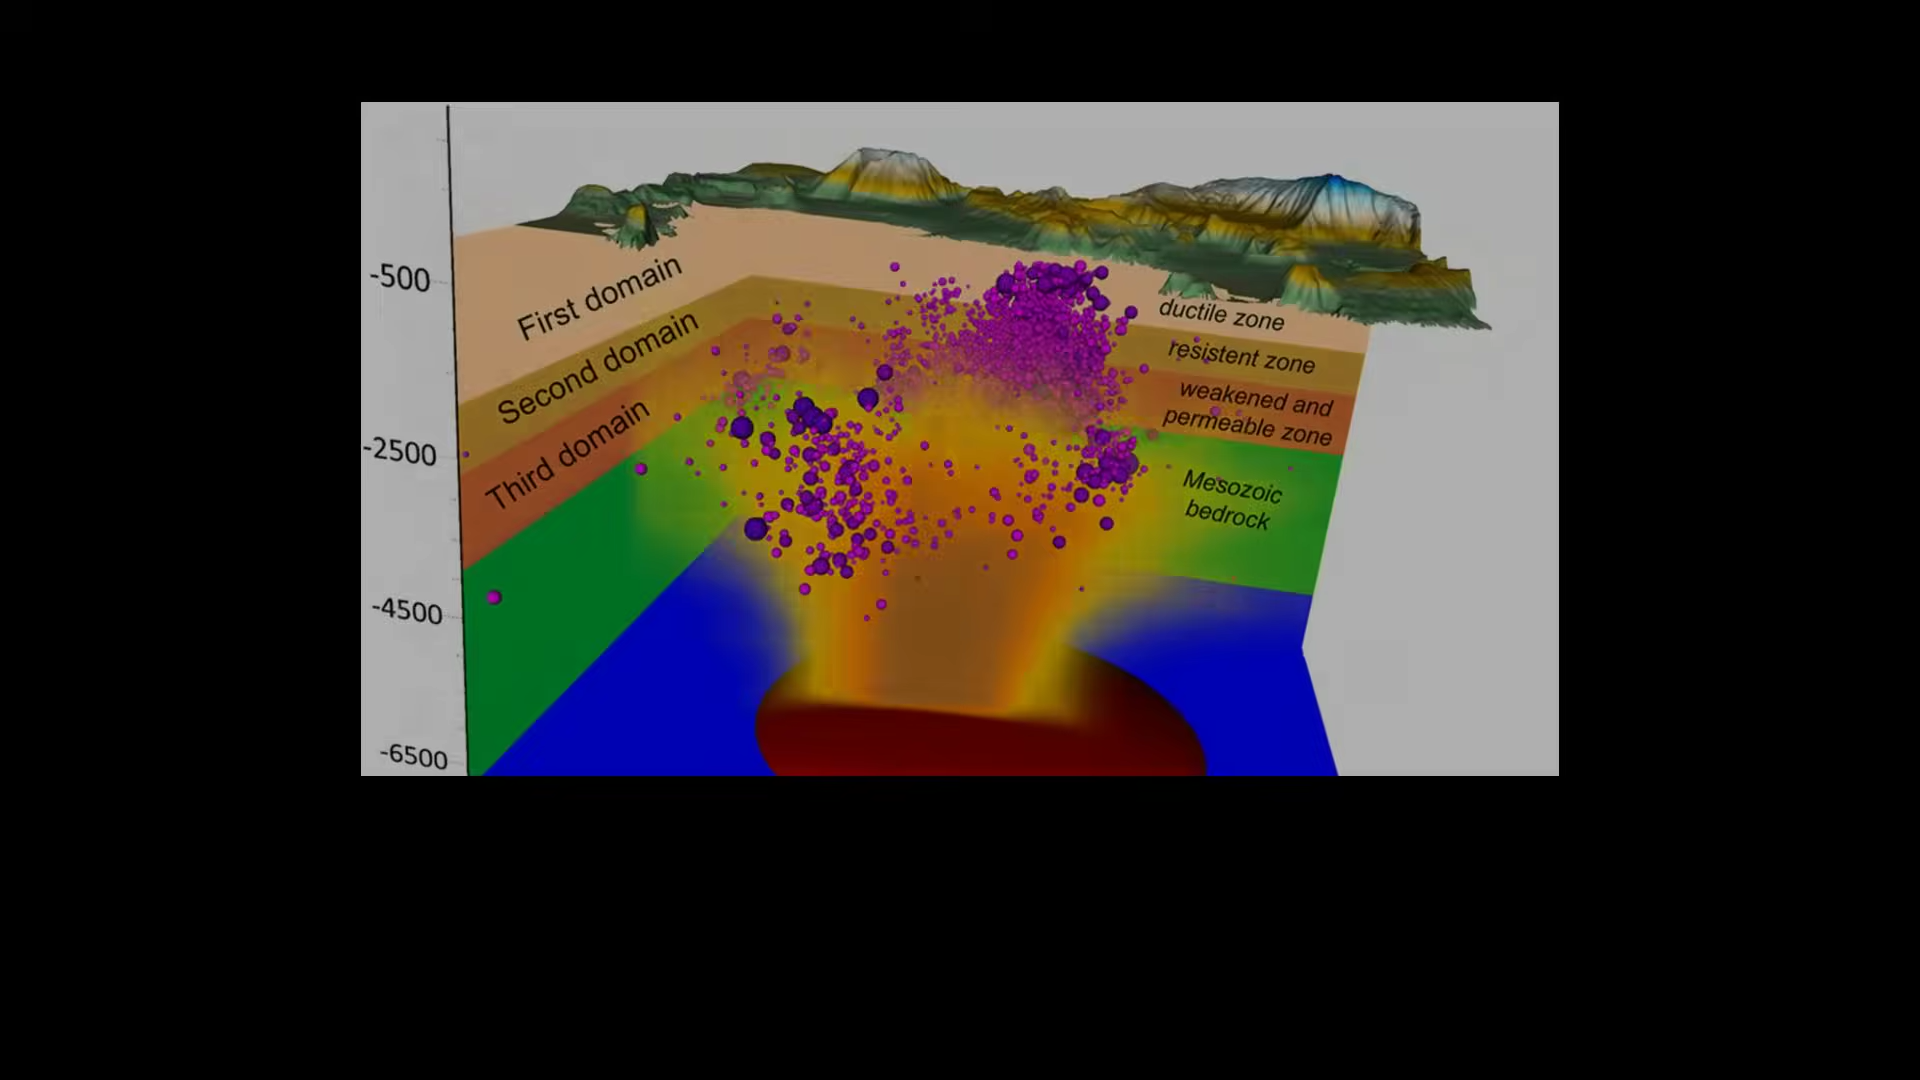 -500
-2500
-4500
-6500
First domain
Second domain
Third domain
ductile zone
resistent zone
weakened and
permeable zone
Mesozoic
bedrock